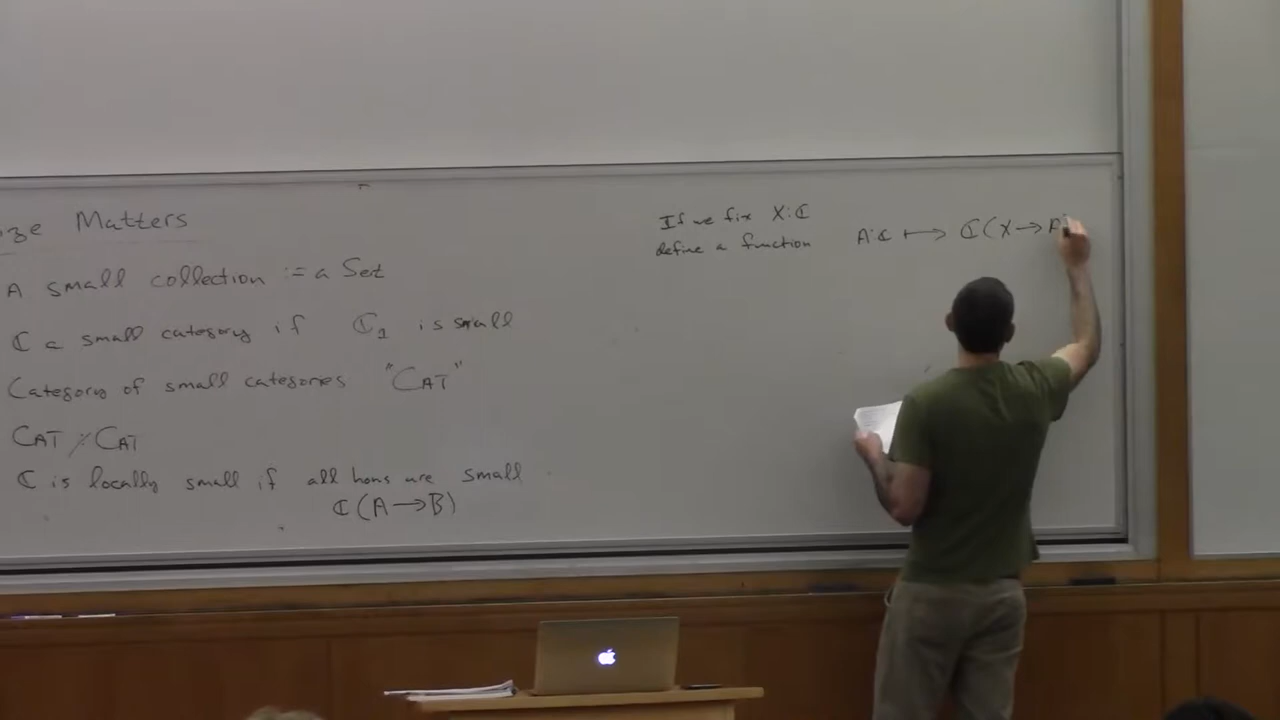 ize Matters
A small collection := a Set
ℂ a small category if ℂ₁ is small
Category of small categories "CAT"
CAT ⁒ CAT
ℂ is locally small if all homs are small
ℂ(A → B)
If we fix X:ℂ
define a function A:ℂ ↦ ℂ(X → A